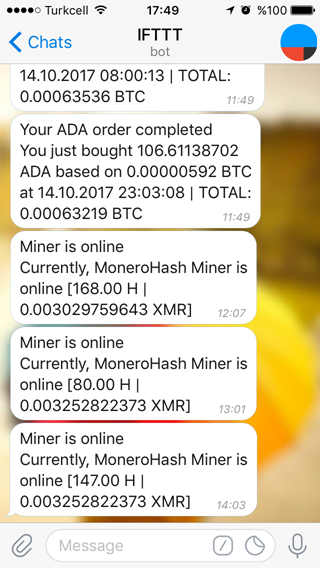 Turkcell 17:49 %100
Chats IFTTT
bot
14.10.2017 08:00:13 | TOTAL:
0.00063536 BTC
11:49
Your ADA order completed
You just bought 106.61138702
ADA based on 0.00000592 BTC
at 14.10.2017 23:03:08 | TOTAL:
0.00063219 BTC
11:49
Miner is online
Currently, MoneroHash Miner is
online [168.00 H |
0.003029759643 XMR]
12:07
Miner is online
Currently, MoneroHash Miner is
online [80.00 H |
0.003252822373 XMR]
13:01
Miner is online
Currently, MoneroHash Miner is
online [147.00 H |
0.003252822373 XMR]
14:03
Message